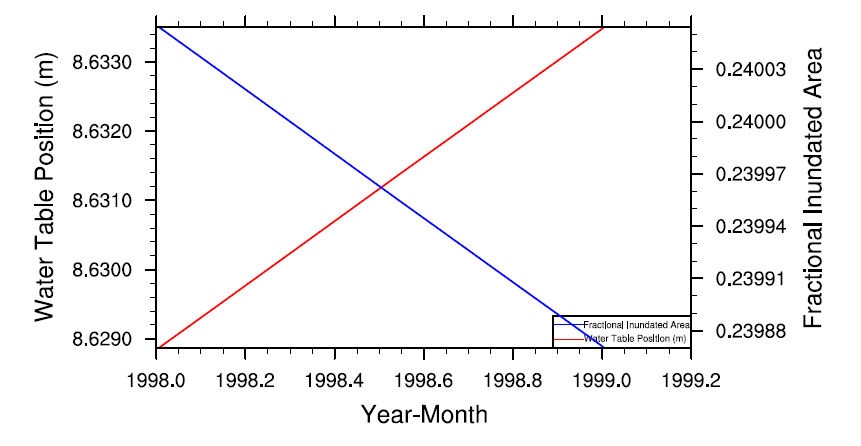 Water Table Position (m)
8.6330
8.6320
8.6310
8.6300
8.6290
0.24003
0.24000
0.23997
0.23994
0.23991
0.23988
Fractional Inundated Area
Fractional Inundated Area
Water Table Position (m)
1998.0 1998.2 1998.4 1998.6 1998.8 1999.0 1999.2
Year-Month